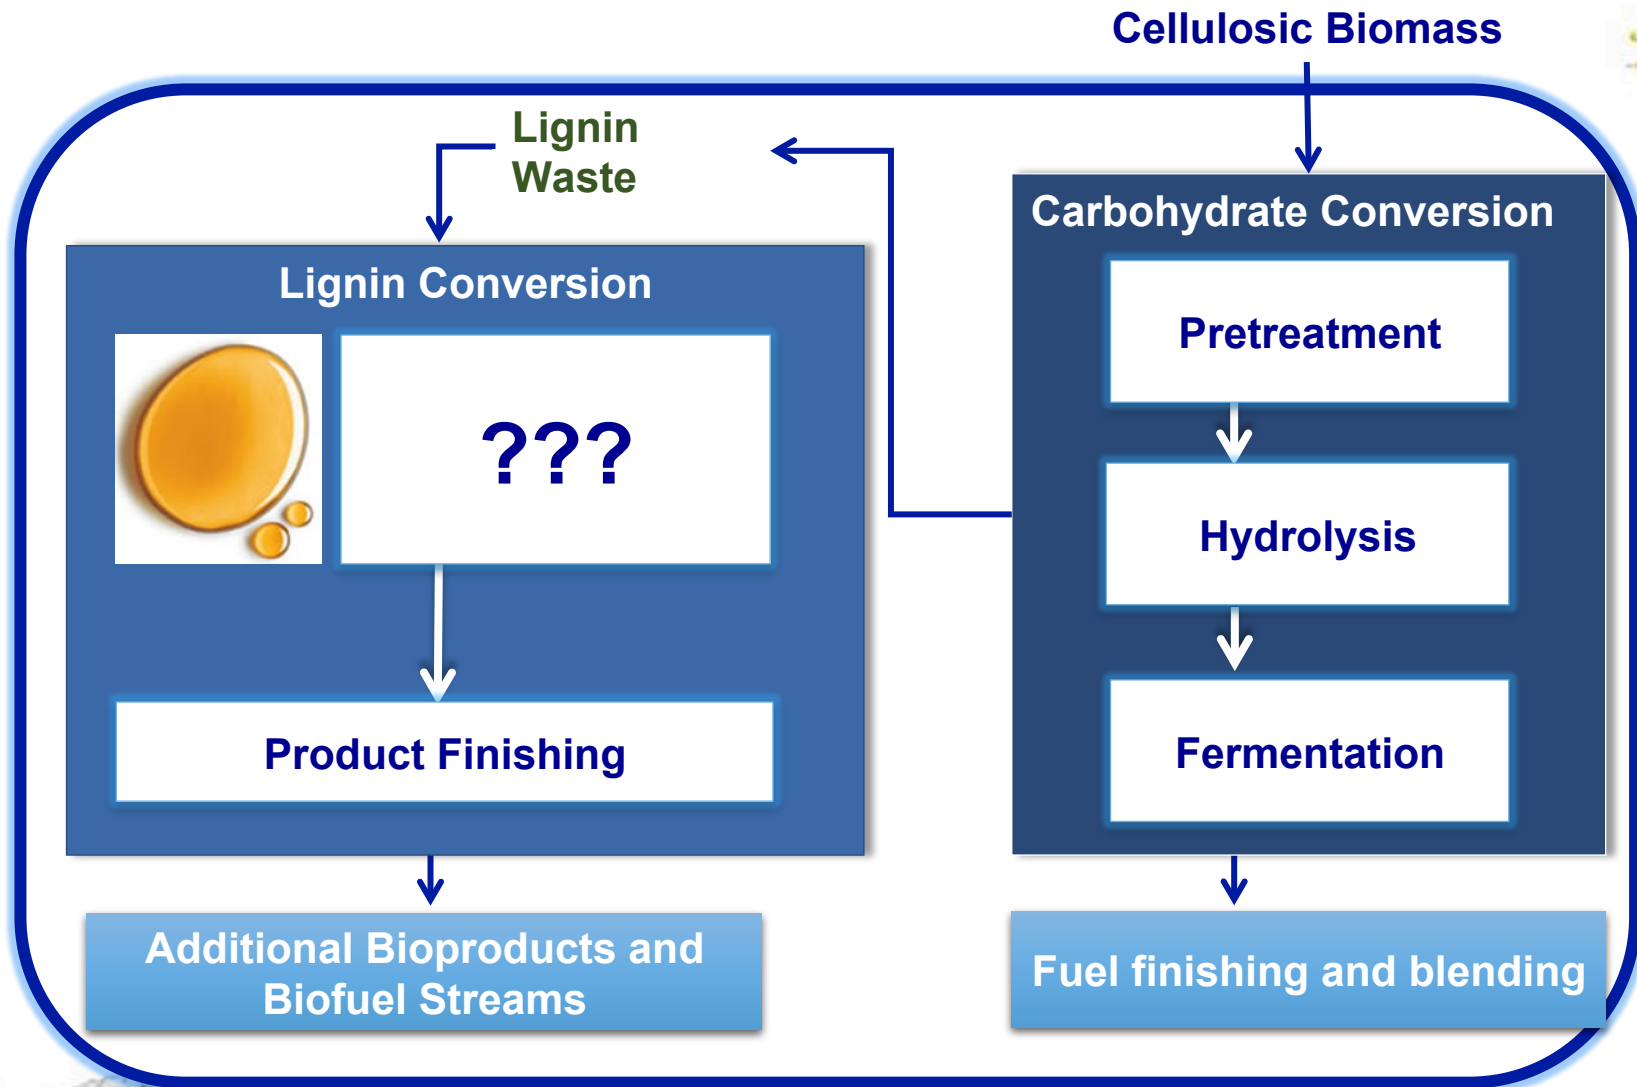 Cellulosic Biomass
Lignin
Waste
Lignin Conversion
???
Product Finishing
Additional Bioproducts and
Biofuel Streams
Carbohydrate Conversion
Pretreatment
Hydrolysis
Fermentation
Fuel finishing and blending